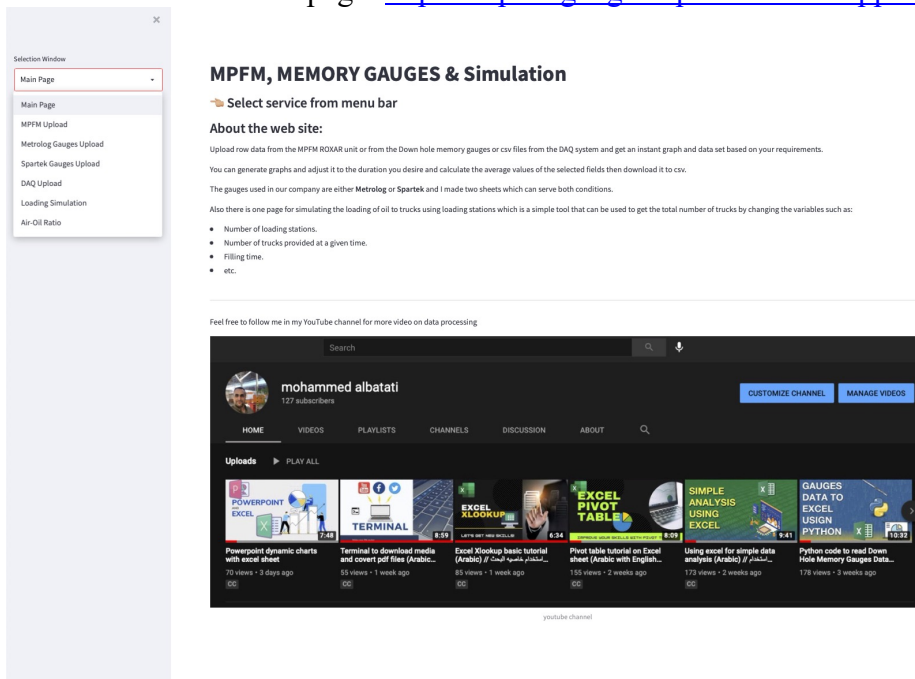 Selection Window
Main Page
Main Page
MPFM Upload
Metrolog Gauges Upload
Spartek Gauges Upload
DAQ Upload
Loading Simulation
Air-Oil Ratio
MPFM, MEMORY GAUGES & Simulation
👈 Select service from menu bar
About the web site:
Upload row data from the MPFM ROXAR unit or from the Down hole memory gauges or csv files from the DAQ system and get an instant graph and data set based on your requirements.
You can generate graphs and adjust it to the duration you desire and calculate the average values of the selected fields then download it to csv.
The gauges used in our company are either Metrolog or Spartek and I made two sheets which can serve both conditions.
Also there is one page for simulating the loading of oil to trucks using loading stations which is a simple tool that can be used to get the total number of trucks by changing the variables such as:
• Number of loading stations.
• Number of trucks provided at a given time.
• Filling time.
• etc.
Feel free to follow me in my YouTube channel for more video on data processing
Search
mohammed albatati
127 subscribers
CUSTOMIZE CHANNEL
MANAGE VIDEOS
HOME VIDEOS PLAYLISTS CHANNELS DISCUSSION ABOUT
Uploads PLAY ALL
POWERPOINT
EXCEL
7:48
Powerpoint dynamic charts
with excel sheet
70 views • 3 days ago
CC
TERMINAL
8:59
Terminal to download media
and covert pdf files (Arabic...
55 views • 1 week ago
CC
EXCEL
XLOOKUP
LET'S GET NEW SKILLS!
6:34
Excel Xlookup basic tutorial
(Arabic) // استخدام خاصيه البحث...
85 views • 1 week ago
CC
EXCEL
PIVOT
TABLE
8:09
Pivot table tutorial on Excel
sheet (Arabic with English...
155 views • 2 weeks ago
CC
SIMPLE
ANALYSIS
USING
EXCEL
9:41
Using excel for simple data
analysis (Arabic) // استخدام...
173 views • 2 weeks ago
CC
GAUGES
DATA TO
EXCEL
USIGN
PYTHON
10:32
Python code to read Down
Hole Memory Gauges Data...
178 views • 3 weeks ago
youtube channel